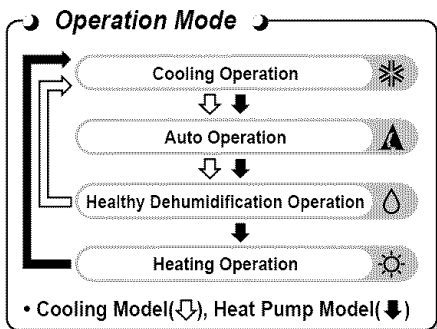 Operation Mode
Cooling Operation
Auto Operation
Healthy Dehumidification Operation
Heating Operation
• Cooling Model(⇩), Heat Pump Model(⬇)